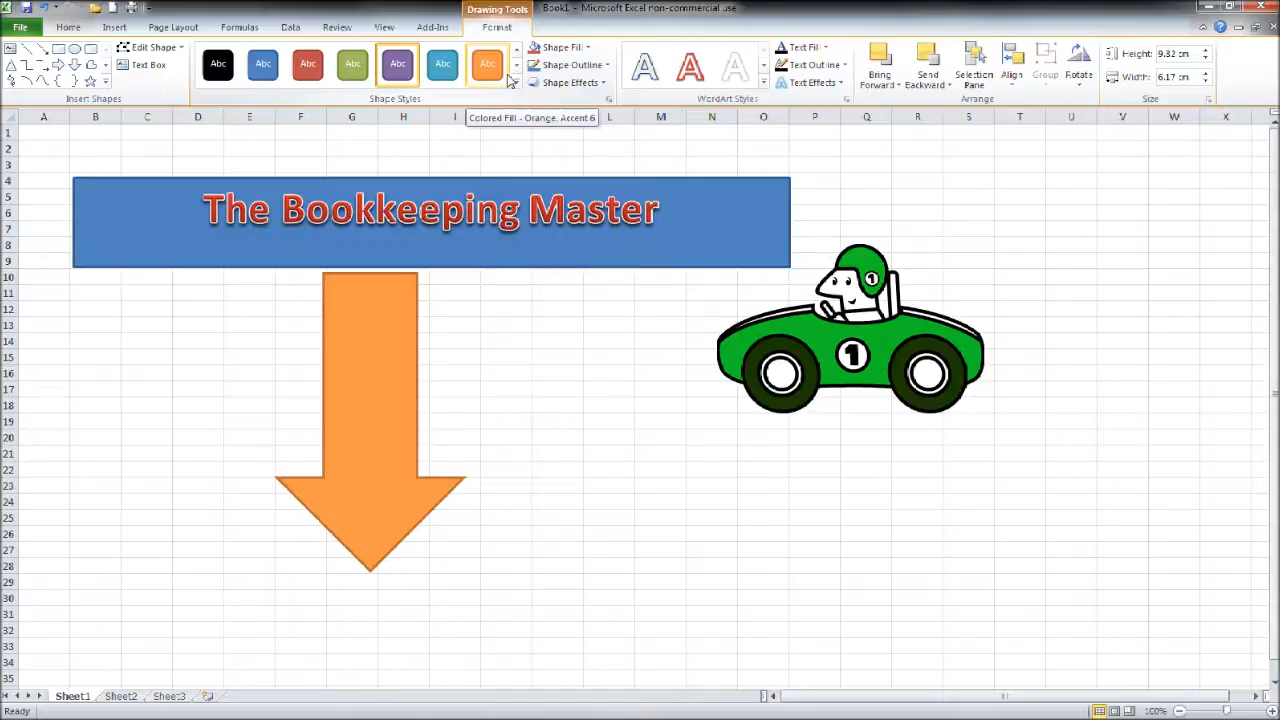 Drawing Tools
Book1 - Microsoft Excel non-commercial use
File Home Insert Page Layout Formulas Data Review View Add-Ins Format
Edit Shape
Text Box
Abc Abc Abc Abc Abc Abc Abc
Shape Fill
Shape Outline
Shape Effects
A A A
Text Fill
Text Outline
Text Effects
Bring Forward
Send Backward
Selection Pane
Align
Group
Rotate
Height: 9.82 cm
Width: 6.17 cm
Insert Shapes Shape Styles WordArt Styles Arrange Size
Colored Fill - Orange, Accent 6
A B C D E F G H I L M N O P Q R S T U V W X
1
2
3
4
5
6
7
8
9
10
11
12
13
14
15
16
17
18
19
20
21
22
23
24
25
26
27
28
29
30
31
32
33
34
35
The Bookkeeping Master
1
1
Sheet1 Sheet2 Sheet3
Ready
100%